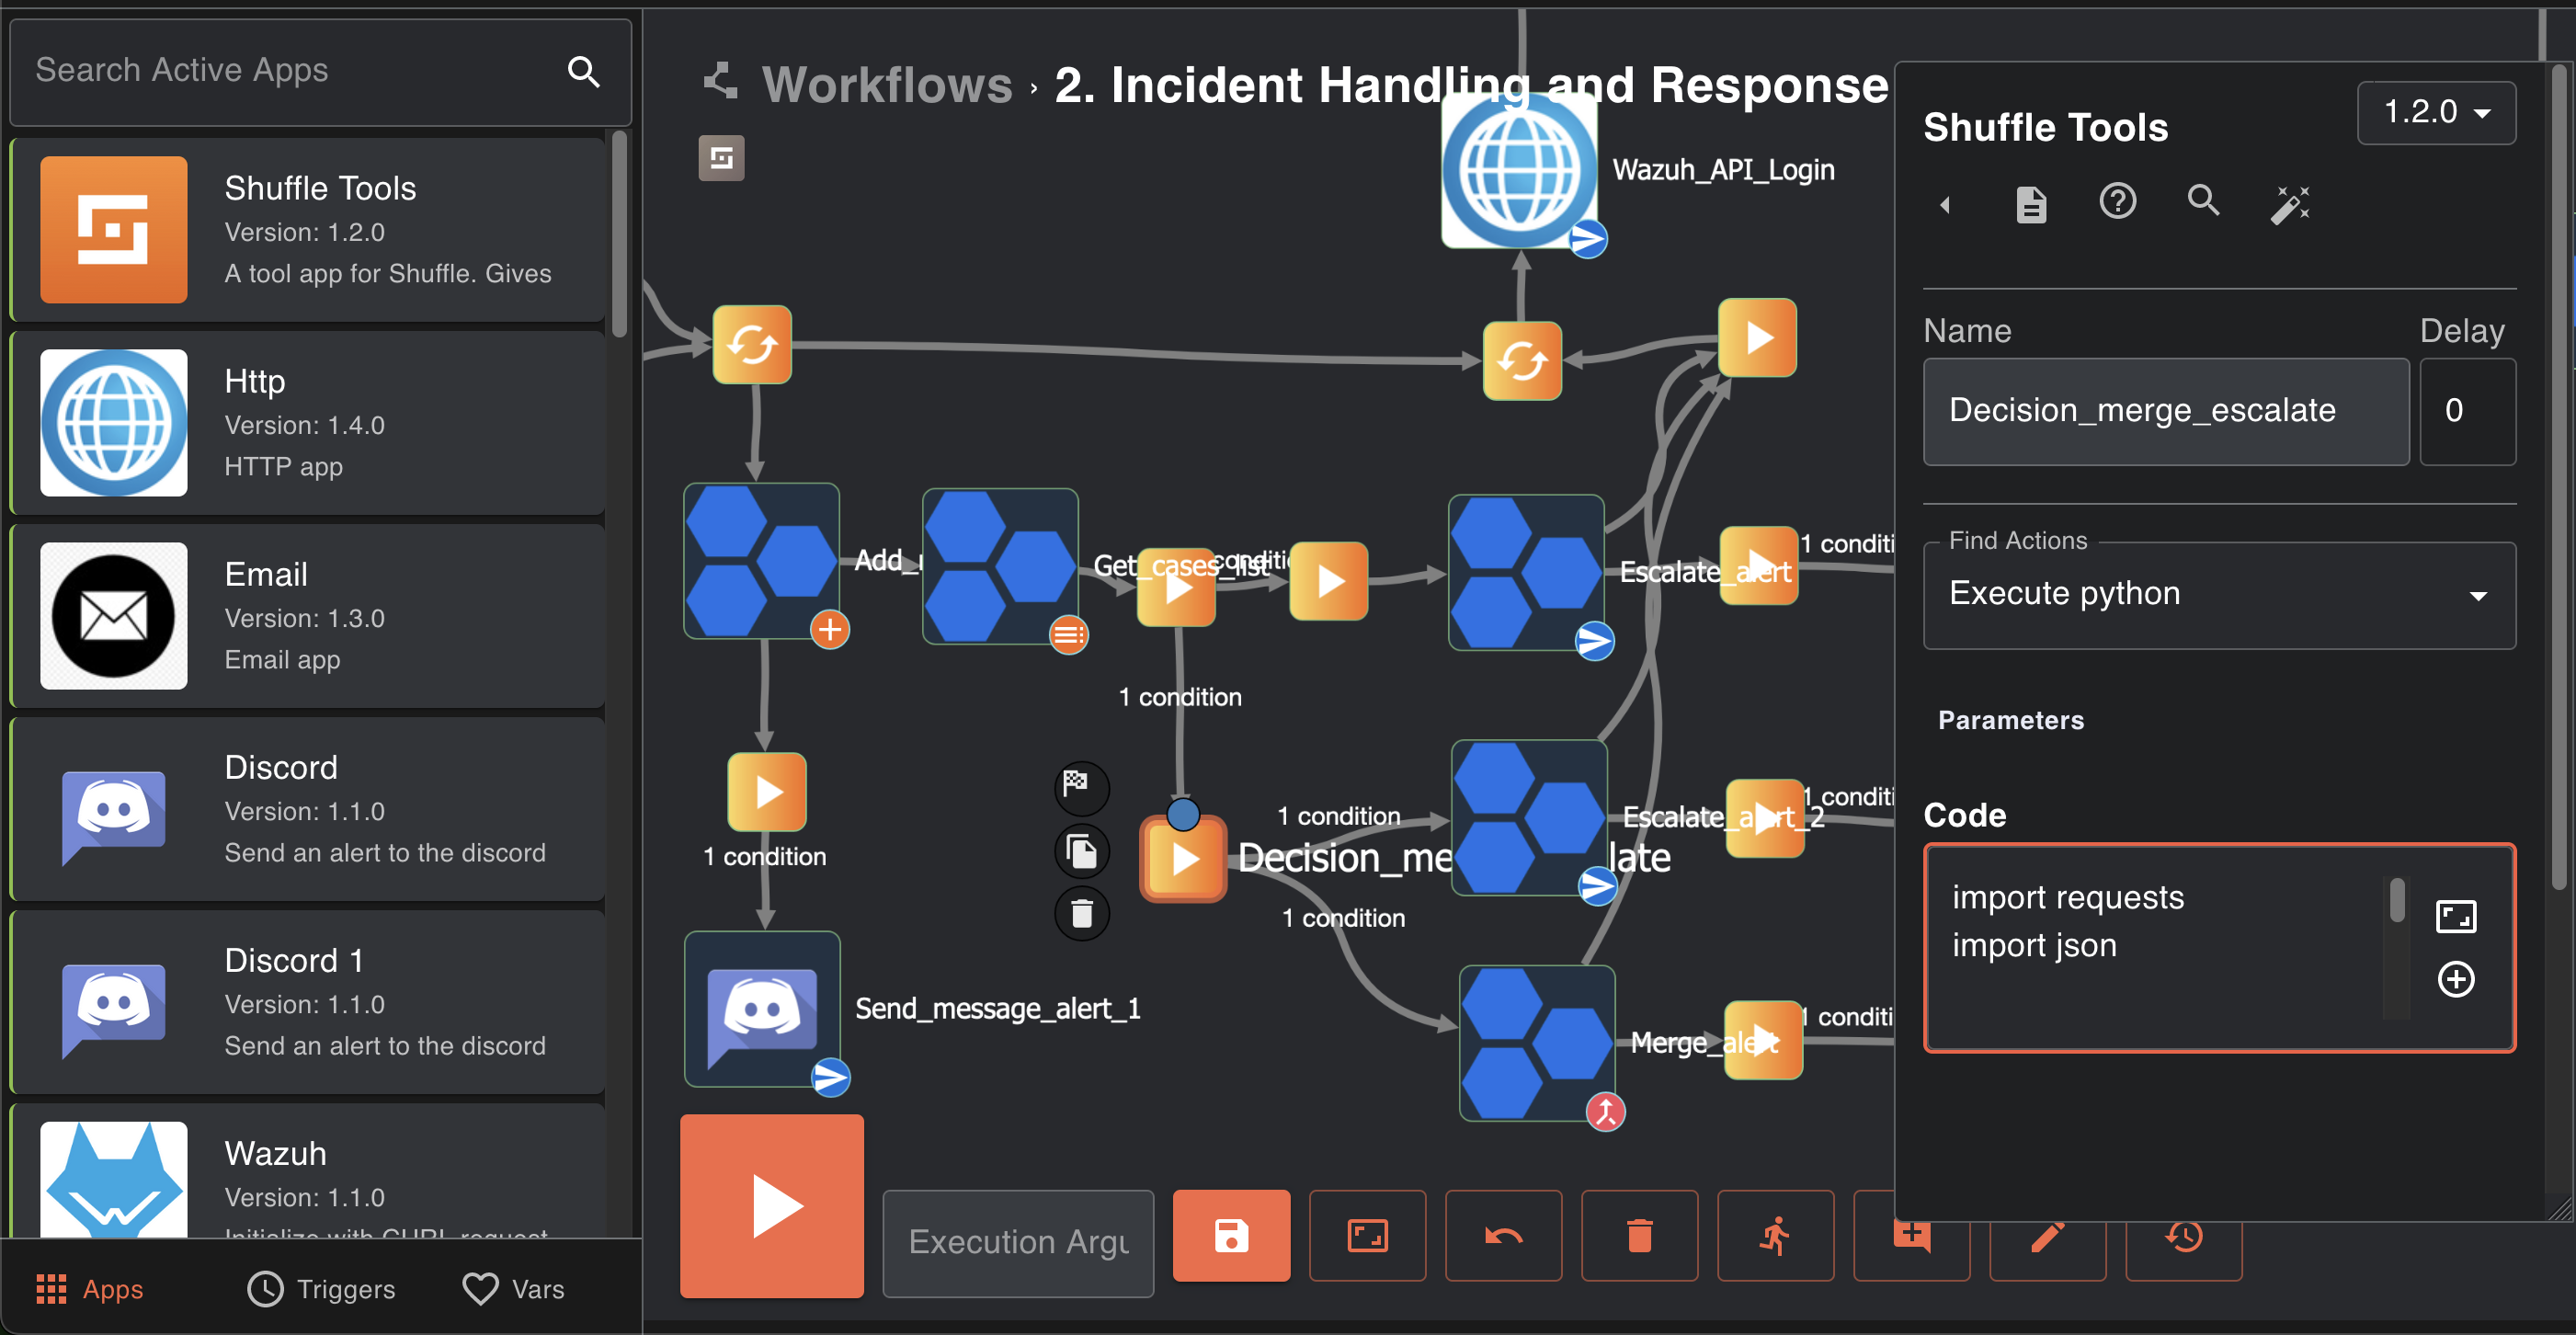 Search Active Apps
Shuffle Tools
Version: 1.2.0
A tool app for Shuffle. Gives
Http
Version: 1.4.0
HTTP app
Email
Version: 1.3.0
Email app
Discord
Version: 1.1.0
Send an alert to the discord
Discord 1
Version: 1.1.0
Send an alert to the discord
Wazuh
Version: 1.1.0
Initialize with CURL request
Apps
Triggers
Vars
Workflows › 2. Incident Handling and Response
Wazuh_API_Login
Add_
Get_cases_list
conditi
Escalate_alert
1 conditi
1 condition
1 condition
Escalate_alert_2
1 conditi
Decision_me
late
1 condition
1 condition
Send_message_alert_1
Merge_alert
1 conditi
Execution Argu
Shuffle Tools
1.2.0
Name
Delay
Decision_merge_escalate
0
Find Actions
Execute python
Parameters
Code
import requests
import json